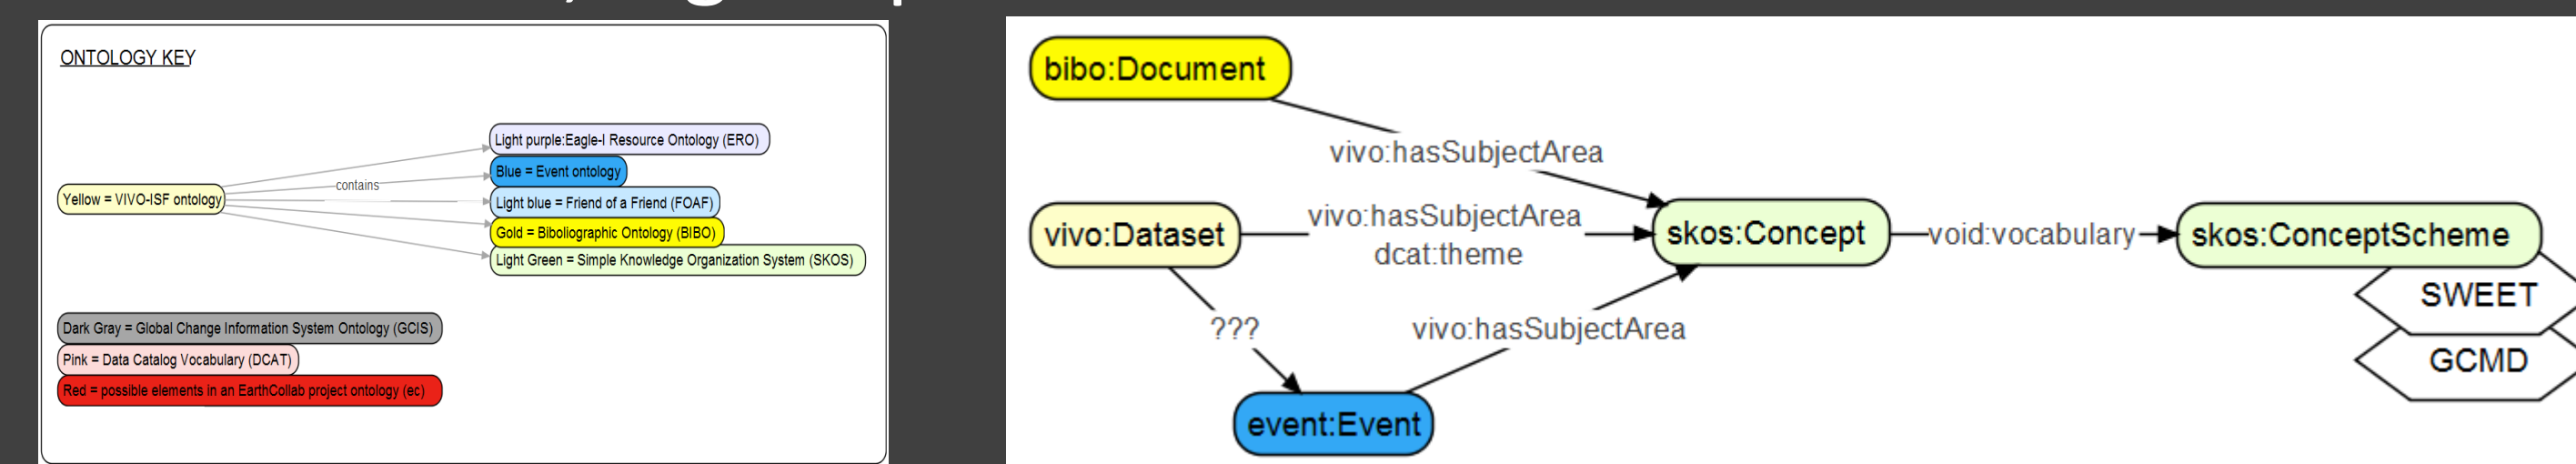 ONTOLOGY KEY
Light purple:Eagle-I Resource Ontology (ERO)
Blue = Event ontology
contains
Yellow = VIVO-ISF ontology
Light blue = Friend of a Friend (FOAF)
Gold = Biboliographic Ontology (BIBO)
Light Green = Simple Knowledge Organization System (SKOS)
Dark Gray = Global Change Information System Ontology (GCIS)
Pink = Data Catalog Vocabulary (DCAT)
Red = possible elements in an EarthCollab project ontology (ec)
bibo:Document
vivo:hasSubjectArea
vivo:Dataset
vivo:hasSubjectArea
dcat:theme
skos:Concept
void:vocabulary
skos:ConceptScheme
SWEET
GCMD
???
vivo:hasSubjectArea
event:Event